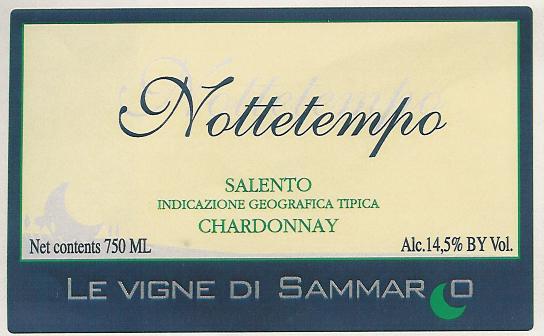 Nottetempo
SALENTO
INDICAZIONE GEOGRAFICA TIPICA
CHARDONNAY
Net contents 750 ML
Alc.14,5% BY Vol.
LE VIGNE DI SAMMARCO